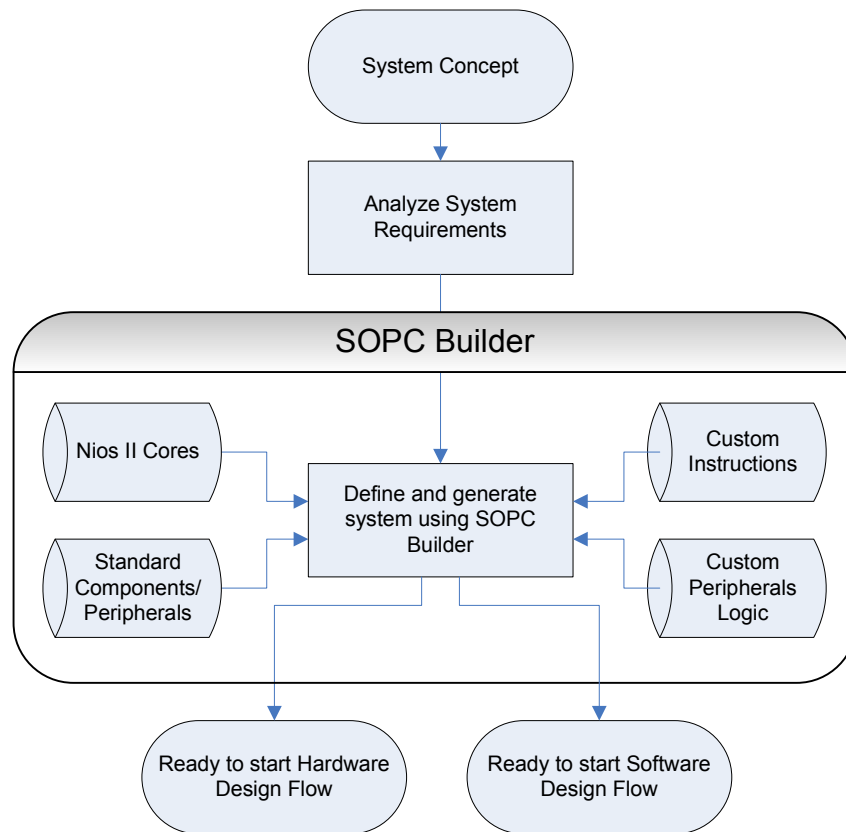 System Concept
Analyze System
Requirements
SOPC Builder
Nios II Cores
Custom
Instructions
Define and generate
system using SOPC
Builder
Standard
Components/
Peripherals
Custom
Peripherals
Logic
Ready to start Hardware
Design Flow
Ready to start Software
Design Flow